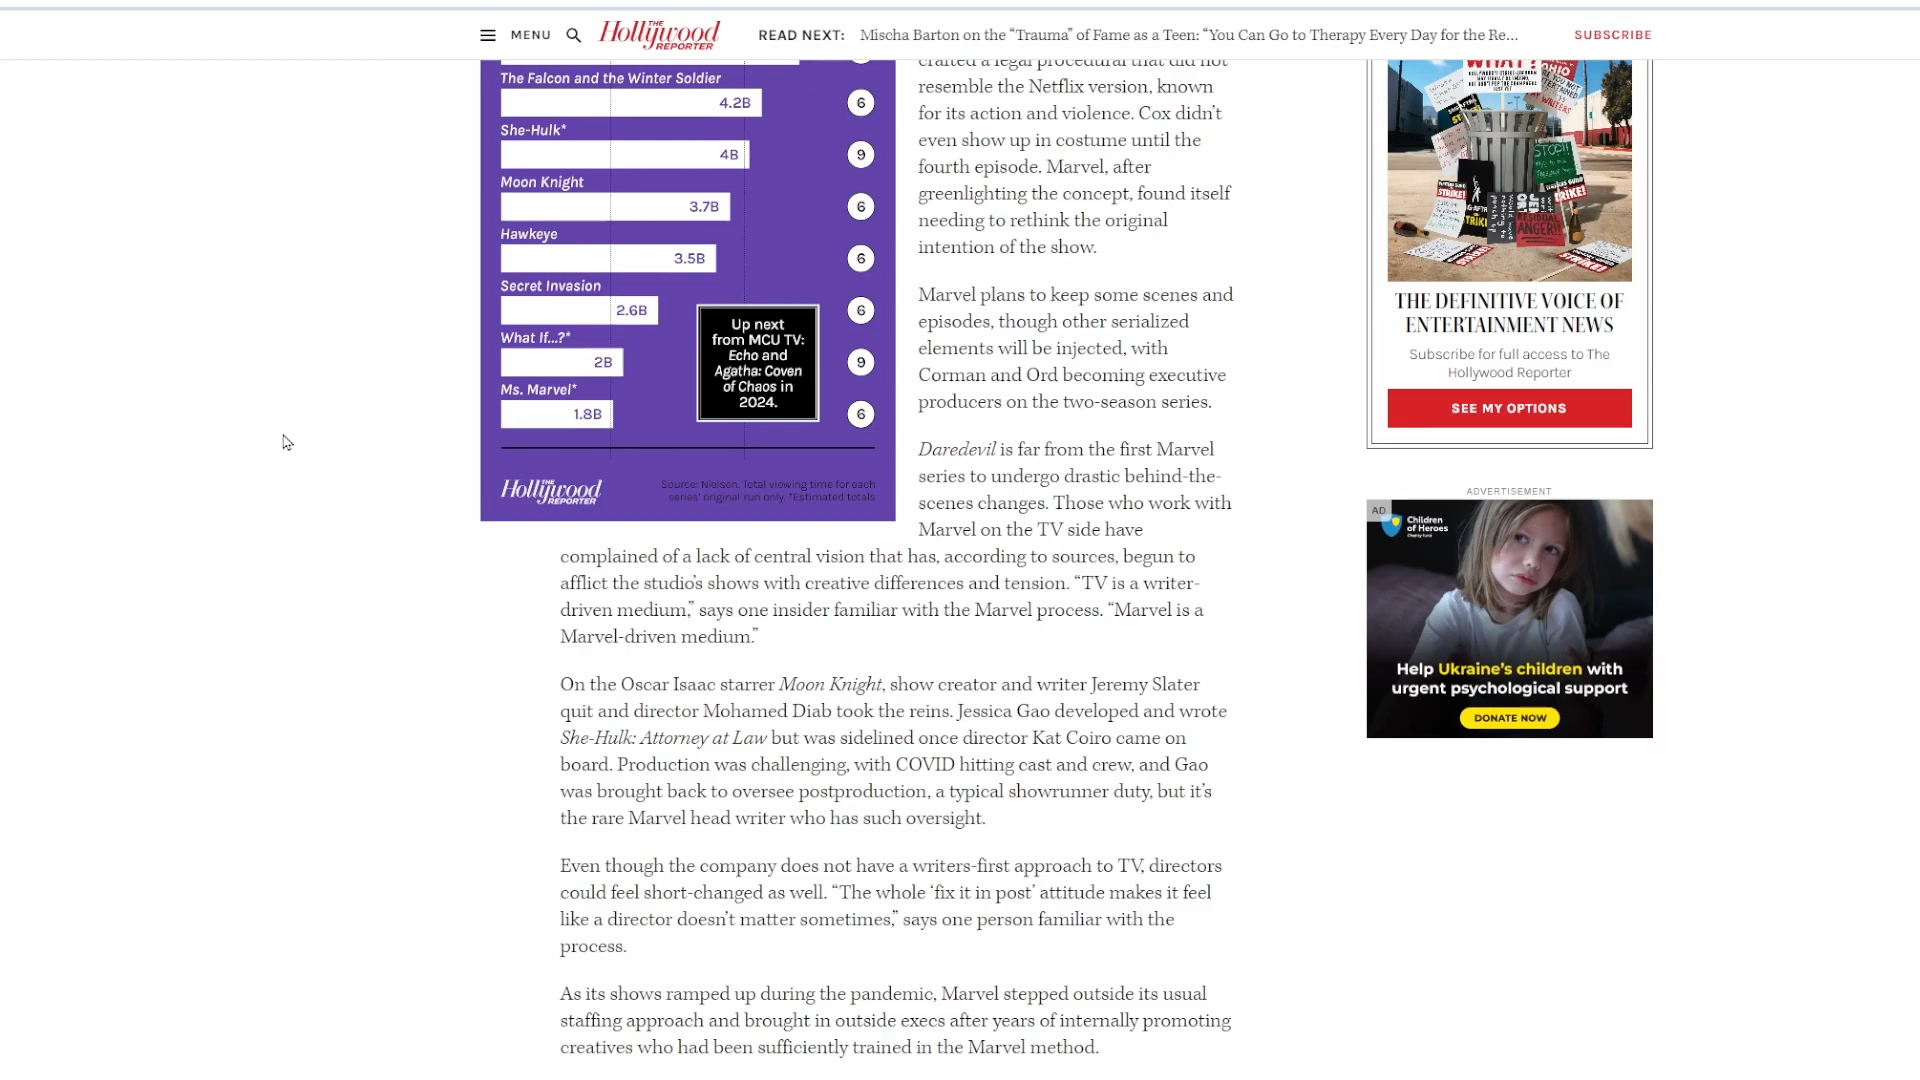 MENU
THE
Hollywood
REPORTER
READ NEXT: Mischa Barton on the “Trauma” of Fame as a Teen: “You Can Go to Therapy Every Day for the Re...
SUBSCRIBE
The Falcon and the Winter Soldier
4.2B 6
She-Hulk*
4B 9
Moon Knight
3.7B 6
Hawkeye
3.5B 6
Secret Invasion
2.6B 6
What If...?*
2B 9
Ms. Marvel*
1.8B 6
Up next
from MCU TV:
Echo and
Agatha: Coven
of Chaos in
2024.
THE
Hollywood
REPORTER
Source: Nielsen. Total viewing time for each
series’ original run only. *Estimated totals
crafted a legal procedural that did not
resemble the Netflix version, known
for its action and violence. Cox didn’t
even show up in costume until the
fourth episode. Marvel, after
greenlighting the concept, found itself
needing to rethink the original
intention of the show.
Marvel plans to keep some scenes and
episodes, though other serialized
elements will be injected, with
Corman and Ord becoming executive
producers on the two-season series.
Daredevil is far from the first Marvel
series to undergo drastic behind-the-
scenes changes. Those who work with
Marvel on the TV side have
complained of a lack of central vision that has, according to sources, begun to
afflict the studio’s shows with creative differences and tension. “TV is a writer-
driven medium,” says one insider familiar with the Marvel process. “Marvel is a
Marvel-driven medium.”
On the Oscar Isaac starrer Moon Knight, show creator and writer Jeremy Slater
quit and director Mohamed Diab took the reins. Jessica Gao developed and wrote
She-Hulk: Attorney at Law but was sidelined once director Kat Coiro came on
board. Production was challenging, with COVID hitting cast and crew, and Gao
was brought back to oversee postproduction, a typical showrunner duty, but it’s
the rare Marvel head writer who has such oversight.
Even though the company does not have a writers-first approach to TV, directors
could feel short-changed as well. “The whole ‘fix it in post’ attitude makes it feel
like a director doesn’t matter sometimes,” says one person familiar with the
process.
As its shows ramped up during the pandemic, Marvel stepped outside its usual
staffing approach and brought in outside execs after years of internally promoting
creatives who had been sufficiently trained in the Marvel method.
WHAT?
STRIKE!
STOP!!
STRIKE!
ANGER!!
STRIKE!
STRIKE!
THE DEFINITIVE VOICE OF
ENTERTAINMENT NEWS
Subscribe for full access to The
Hollywood Reporter
SEE MY OPTIONS
ADVERTISEMENT
AD
Children
of Heroes
Charity fund
Help Ukraine’s children with
urgent psychological support
DONATE NOW